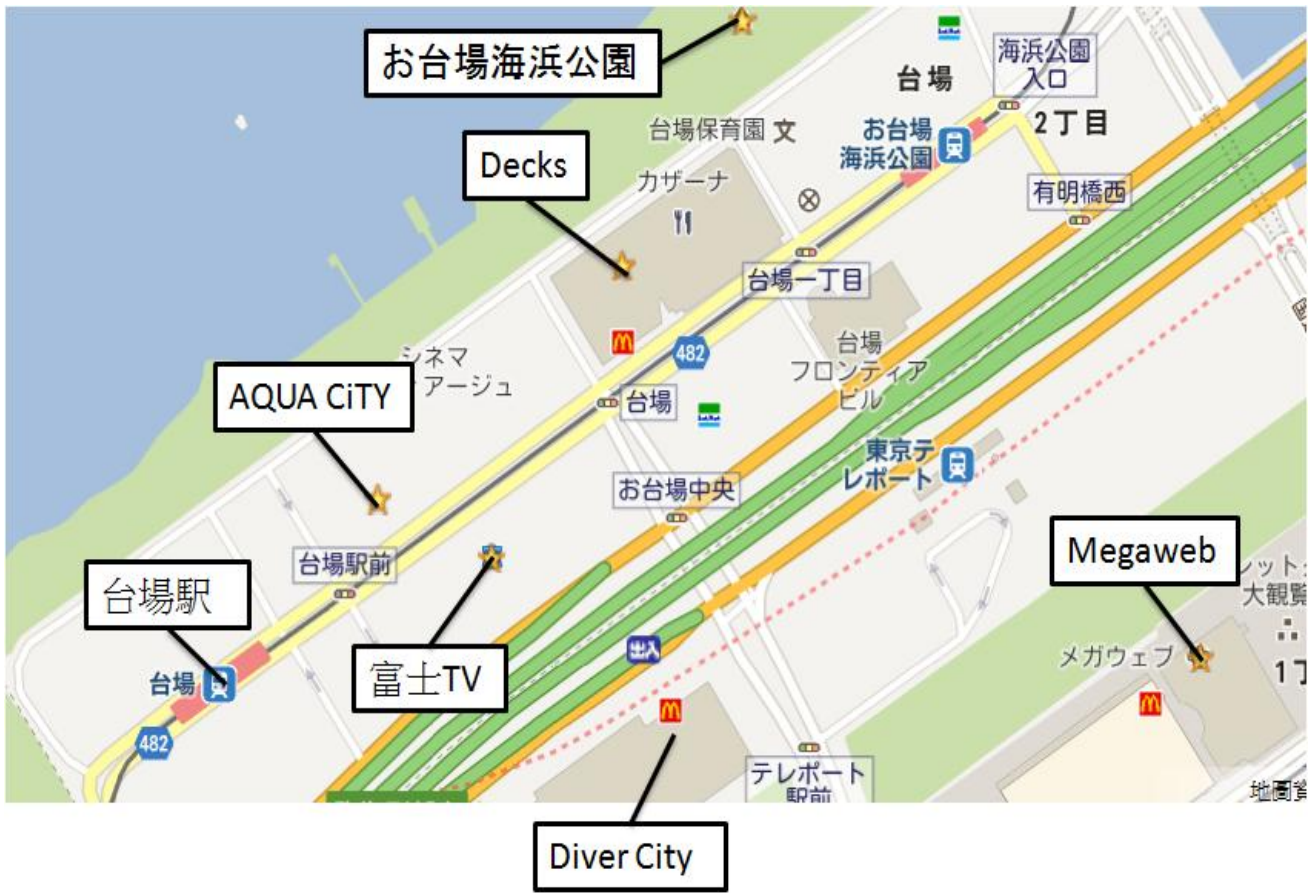 お台場海浜公園
海浜公園
入口
台場
2丁目
台場保育園 文
お台場
海浜公園
Decks
カザーナ
有明橋西
台場一丁目
482
台場
フロンティア
ビル
シネマ
アージュ
AQUA CiTY
台場
東京テ
レポート
お台場中央
Megaweb
台場駅前
大観覧
台場駅
出入
富士TV
メガウェブ
台場
482
テレポート
駅前
Diver City